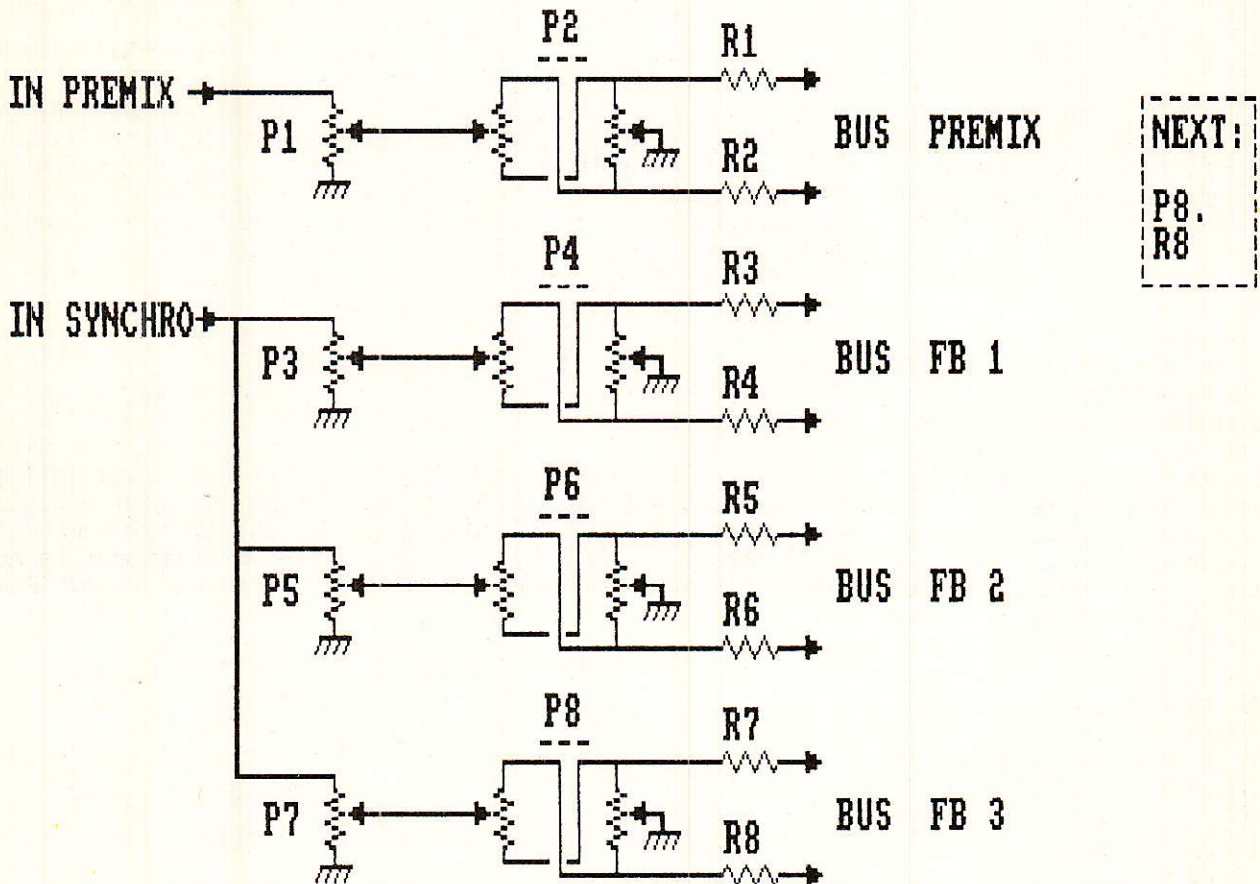 P2
R1
IN PREMIX
P1
R2
BUS PREMIX
NEXT:
P8.
R8
P4
R3
IN SYNCHRO
P3
R4
BUS FB 1
P6
R5
P5
R6
BUS FB 2
P8
R7
P7
R8
BUS FB 3